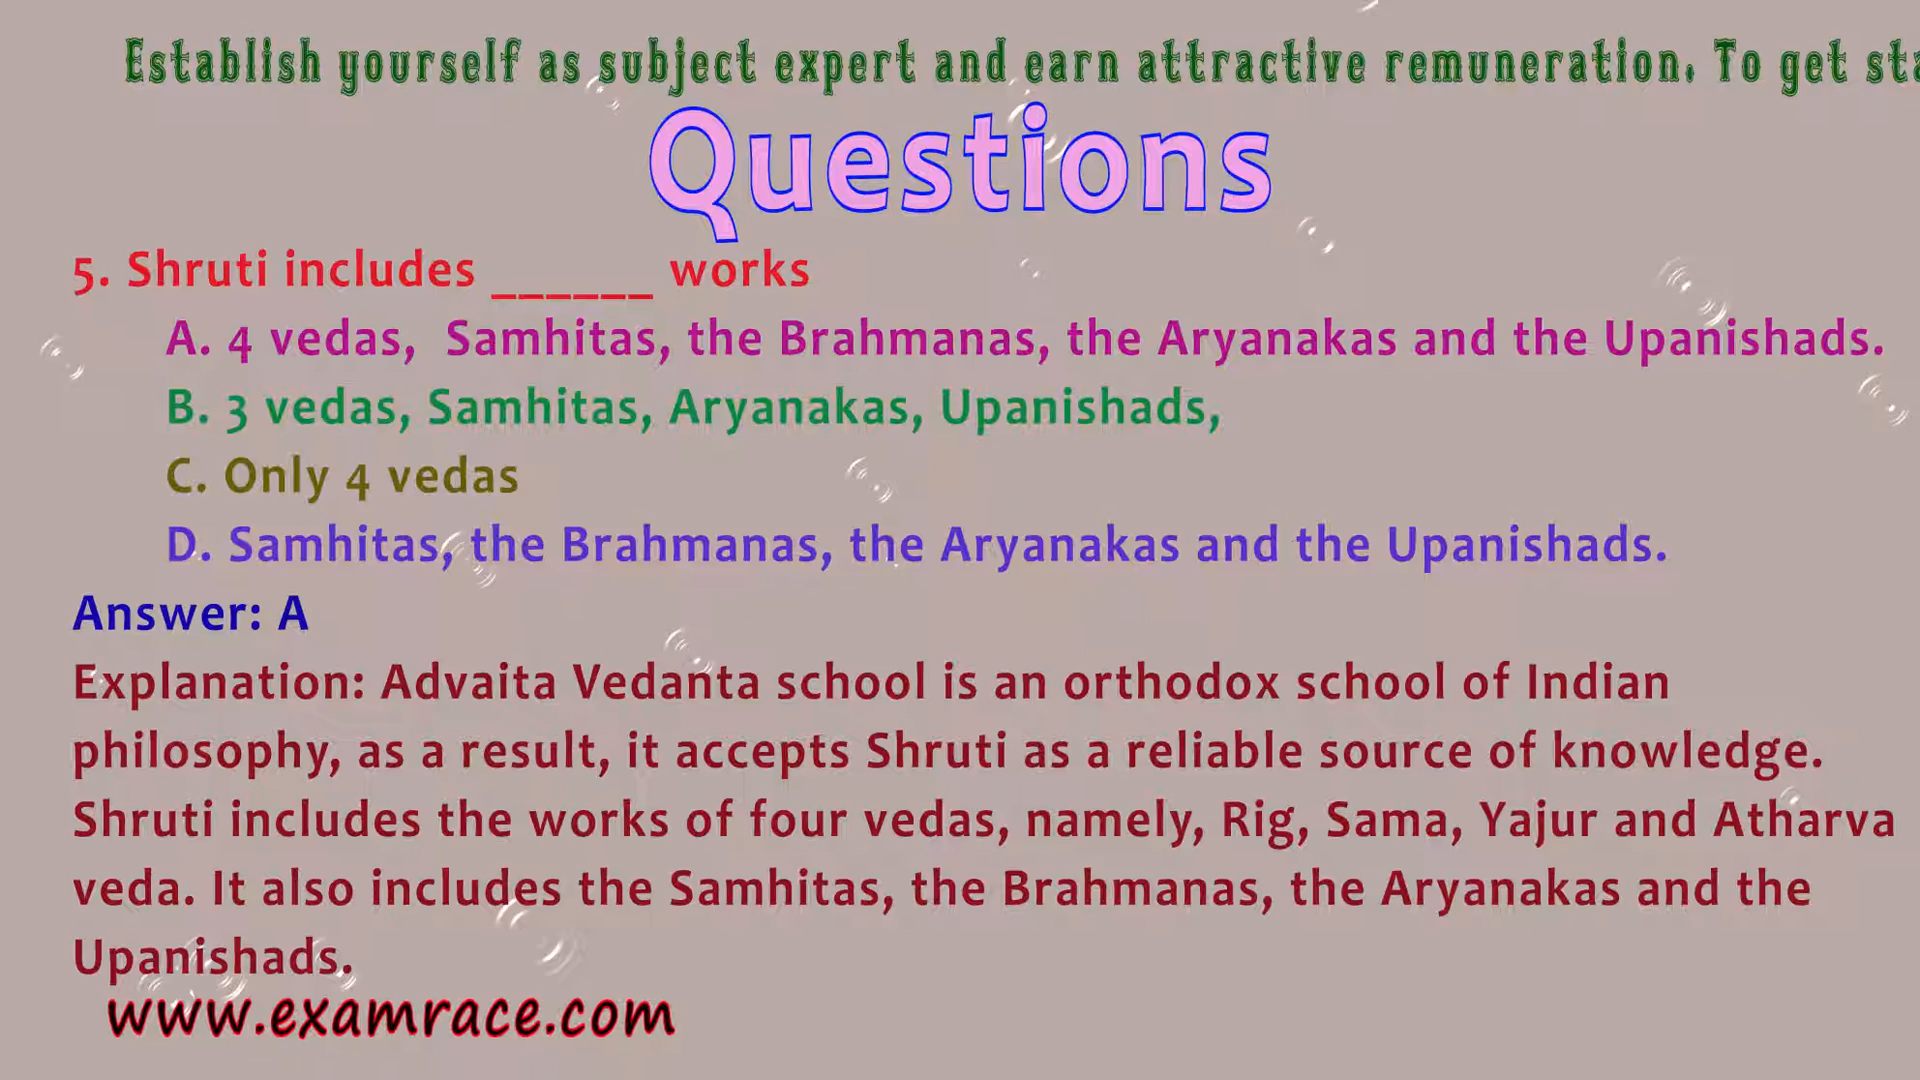 Establish yourself as subject expert and earn attractive remuneration. To get sta
Questions
5. Shruti includes ______ works
A. 4 vedas, Samhitas, the Brahmanas, the Aryanakas and the Upanishads.
B. 3 vedas, Samhitas, Aryanakas, Upanishads,
C. Only 4 vedas
D. Samhitas, the Brahmanas, the Aryanakas and the Upanishads.
Answer: A
Explanation: Advaita Vedanta school is an orthodox school of Indian
philosophy, as a result, it accepts Shruti as a reliable source of knowledge.
Shruti includes the works of four vedas, namely, Rig, Sama, Yajur and Atharva
veda. It also includes the Samhitas, the Brahmanas, the Aryanakas and the
Upanishads.
www.examrace.com